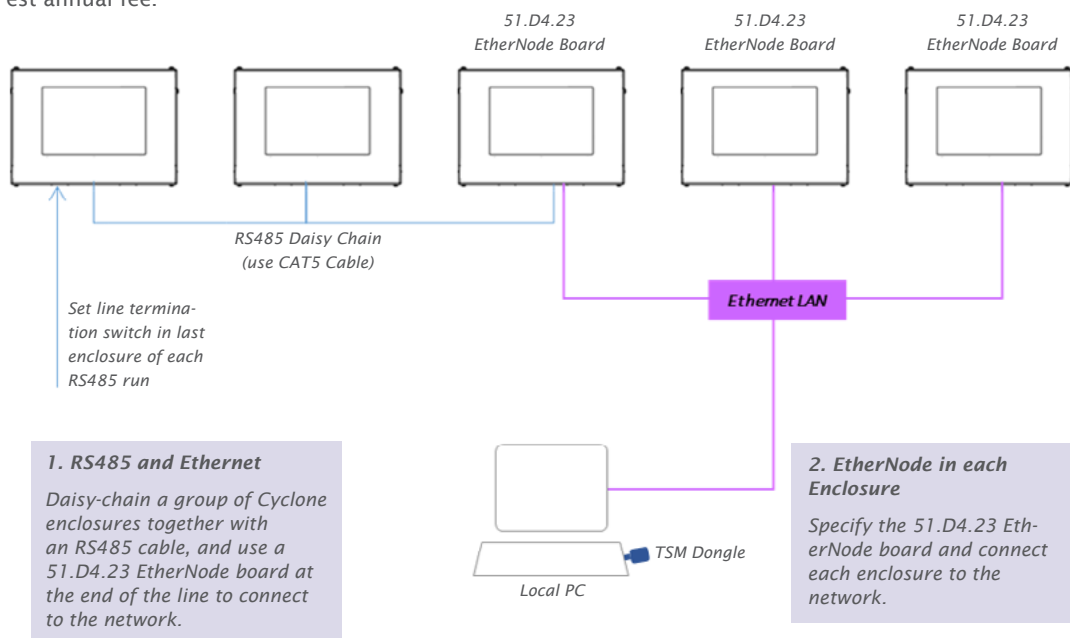 est annual fee.
51.D4.23
EtherNode Board
51.D4.23
EtherNode Board
51.D4.23
EtherNode Board
RS485 Daisy Chain
(use CAT5 Cable)
Set line termina-
tion switch in last
enclosure of each
RS485 run
Ethernet LAN
1. RS485 and Ethernet
Daisy-chain a group of Cyclone
enclosures together with
an RS485 cable, and use a
51.D4.23 EtherNode board at
the end of the line to connect
to the network.
TSM Dongle
Local PC
2. EtherNode in each
Enclosure
Specify the 51.D4.23 Eth-
erNode board and connect
each enclosure to the
network.